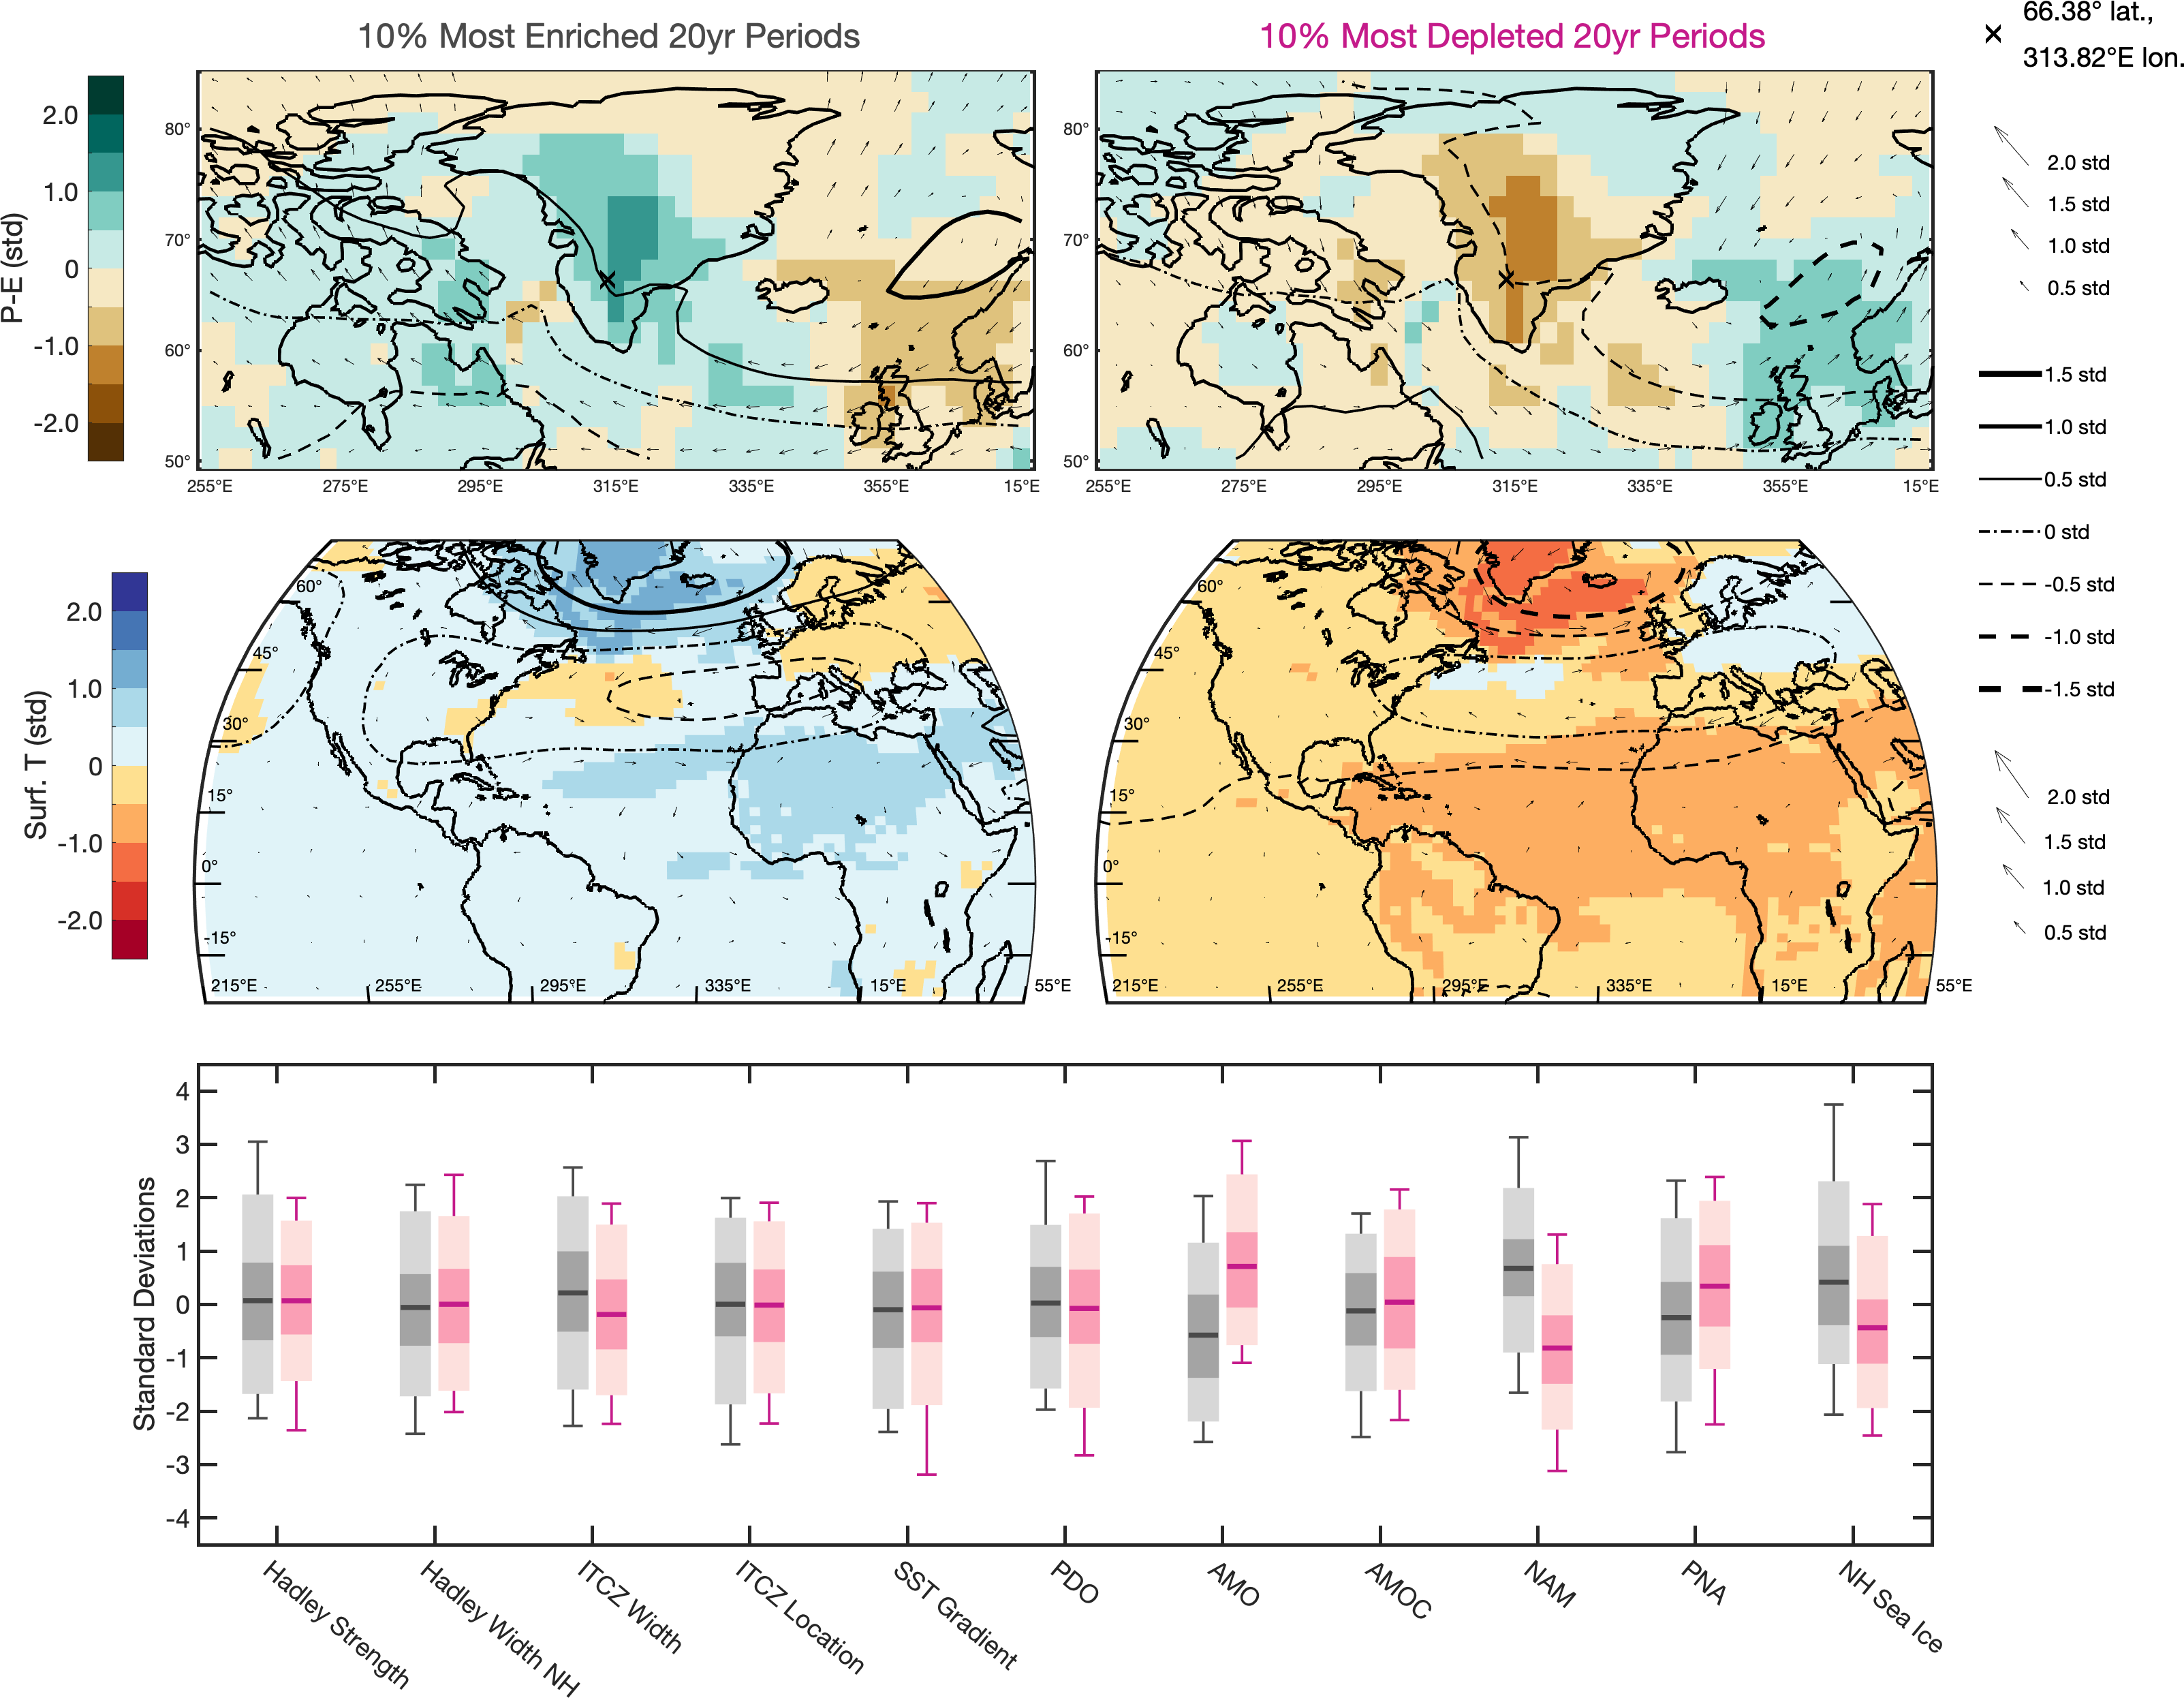 10% Most Enriched 20yr Periods
10% Most Depleted 20yr Periods
66.38° lat.,
313.82°E lon.
P-E (std)
2.0
1.0
0
-1.0
-2.0
80°
70°
60°
50°
255°E
275°E
295°E
315°E
335°E
355°E
15°E
80°
70°
60°
50°
255°E
275°E
295°E
315°E
335°E
355°E
15°E
2.0 std
1.5 std
1.0 std
0.5 std
1.5 std
1.0 std
0.5 std
0 std
-0.5 std
-1.0 std
-1.5 std
Surf. T (std)
2.0
1.0
0
-1.0
-2.0
60°
45°
30°
15°
0°
-15°
215°E
255°E
295°E
335°E
15°E
55°E
60°
45°
30°
15°
0°
-15°
215°E
255°E
295°E
335°E
15°E
55°E
2.0 std
1.5 std
1.0 std
0.5 std
Standard Deviations
4
3
2
1
0
-1
-2
-3
-4
Hadley Strength
Hadley Width NH
ITCZ Width
ITCZ Location
SST Gradient
PDO
AMO
AMOC
NAM
PNA
NH Sea Ice